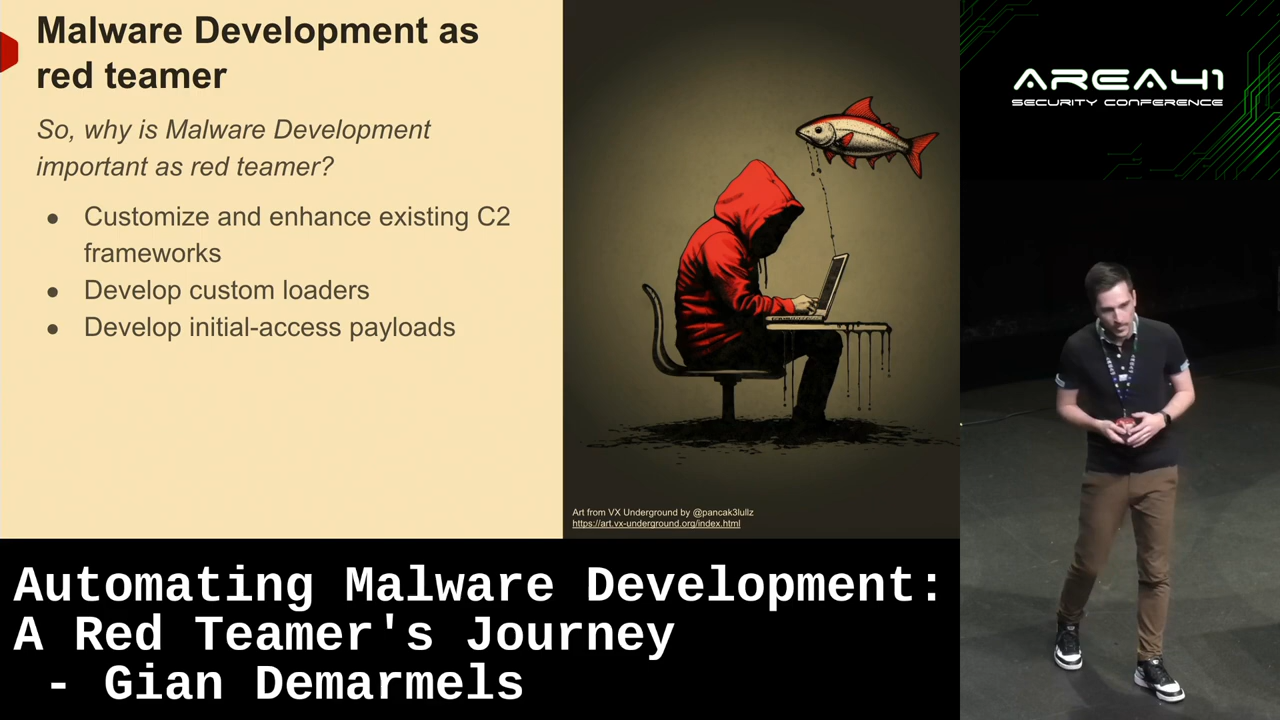 Malware Development as
red teamer
So, why is Malware Development
important as red teamer?
● Customize and enhance existing C2
frameworks
● Develop custom loaders
● Develop initial-access payloads
Art from VX Underground by @pancak3lullz
https://art.vx-underground.org/index.html
AREA41
SECURITY CONFERENCE
Automating Malware Development:
A Red Teamer's Journey
- Gian Demarmels